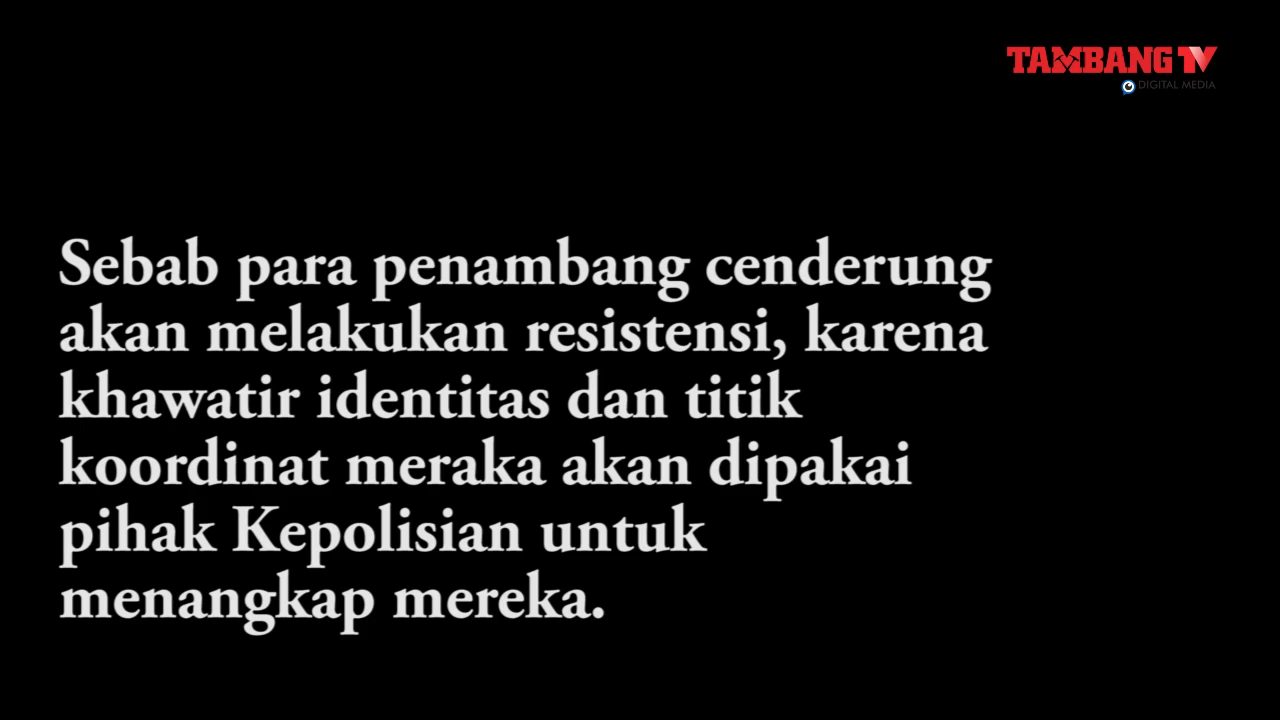 TAMBANG TV
DIGITAL MEDIA
Sebab para penambang cenderung
akan melakukan resistensi, karena
khawatir identitas dan titik
koordinat meraka akan dipakai
pihak Kepolisian untuk
menangkap mereka.